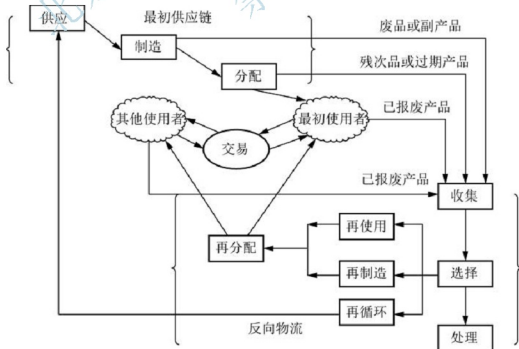 供应
最初供应链
制造
废品或副产品
分配
残次品或过期产品
其他使用者
最初使用者
已报废产品
交易
已报废产品
收集
再使用
再分配
再制造
选择
再循环
反向物流
处理